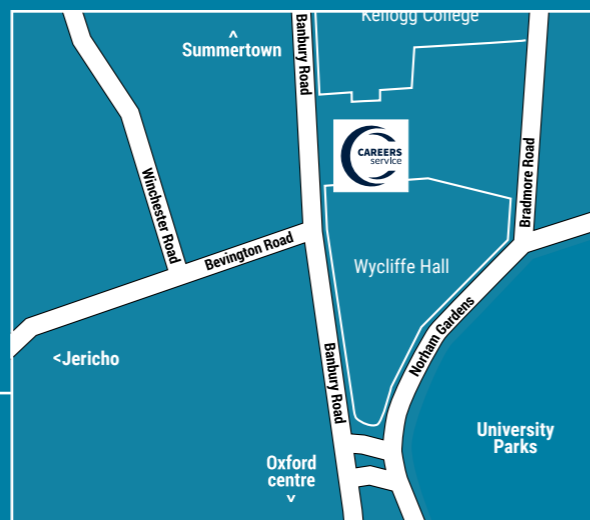 Kellogg College
^
Summertown
Banbury Road
CAREERS
service
Winchester Road
Bradmore Road
Bevington Road
Wycliffe Hall
<Jericho
Banbury Road
Norham Gardens
University
Parks
Oxford
centre
v